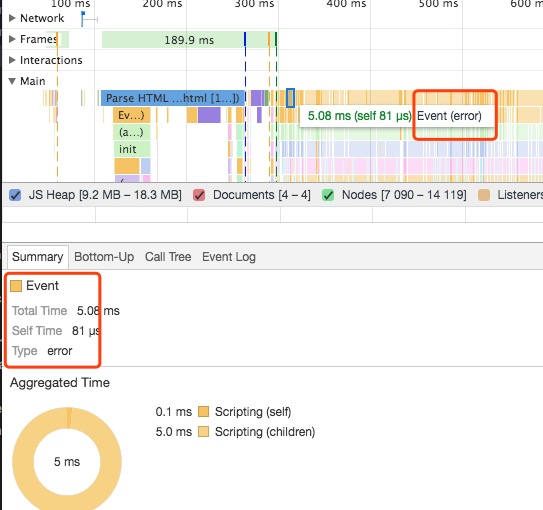 100 ms 200 ms 300 ms 400 ms 500 ms 600 m
Network
Frames 189.9 ms
Interactions
Main
Parse HTML …html [1…])
Ev…)
5.08 ms (self 81 µs) Event (error)
(a…)
init
JS Heap [9.2 MB – 18.3 MB] Documents [4 – 4] Nodes [7 090 – 14 119] Listeners
Summary Bottom-Up Call Tree Event Log
Event
Total Time 5.08 ms
Self Time 81 µs
Type error
Aggregated Time
0.1 ms Scripting (self)
5.0 ms Scripting (children)
5 ms